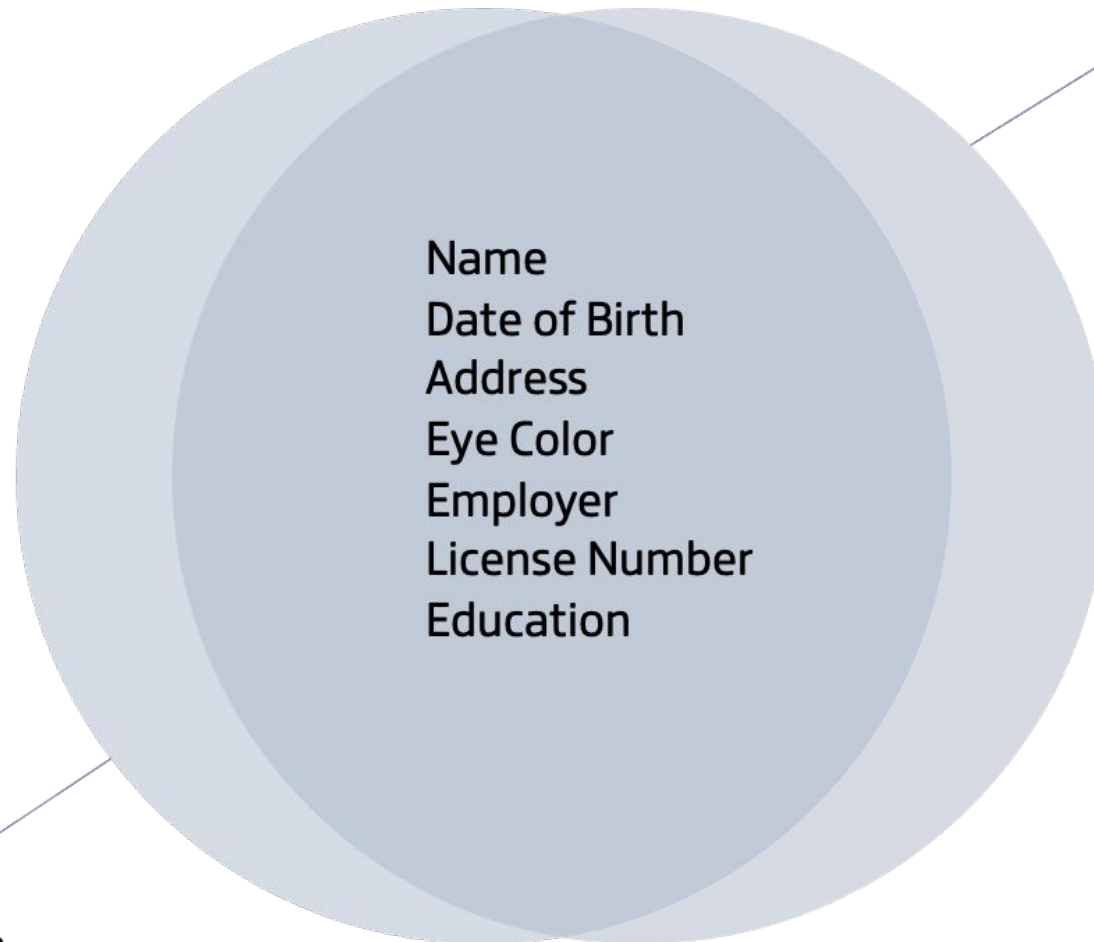 Name
Date of Birth
Address
Eye Color
Employer
License Number
Education